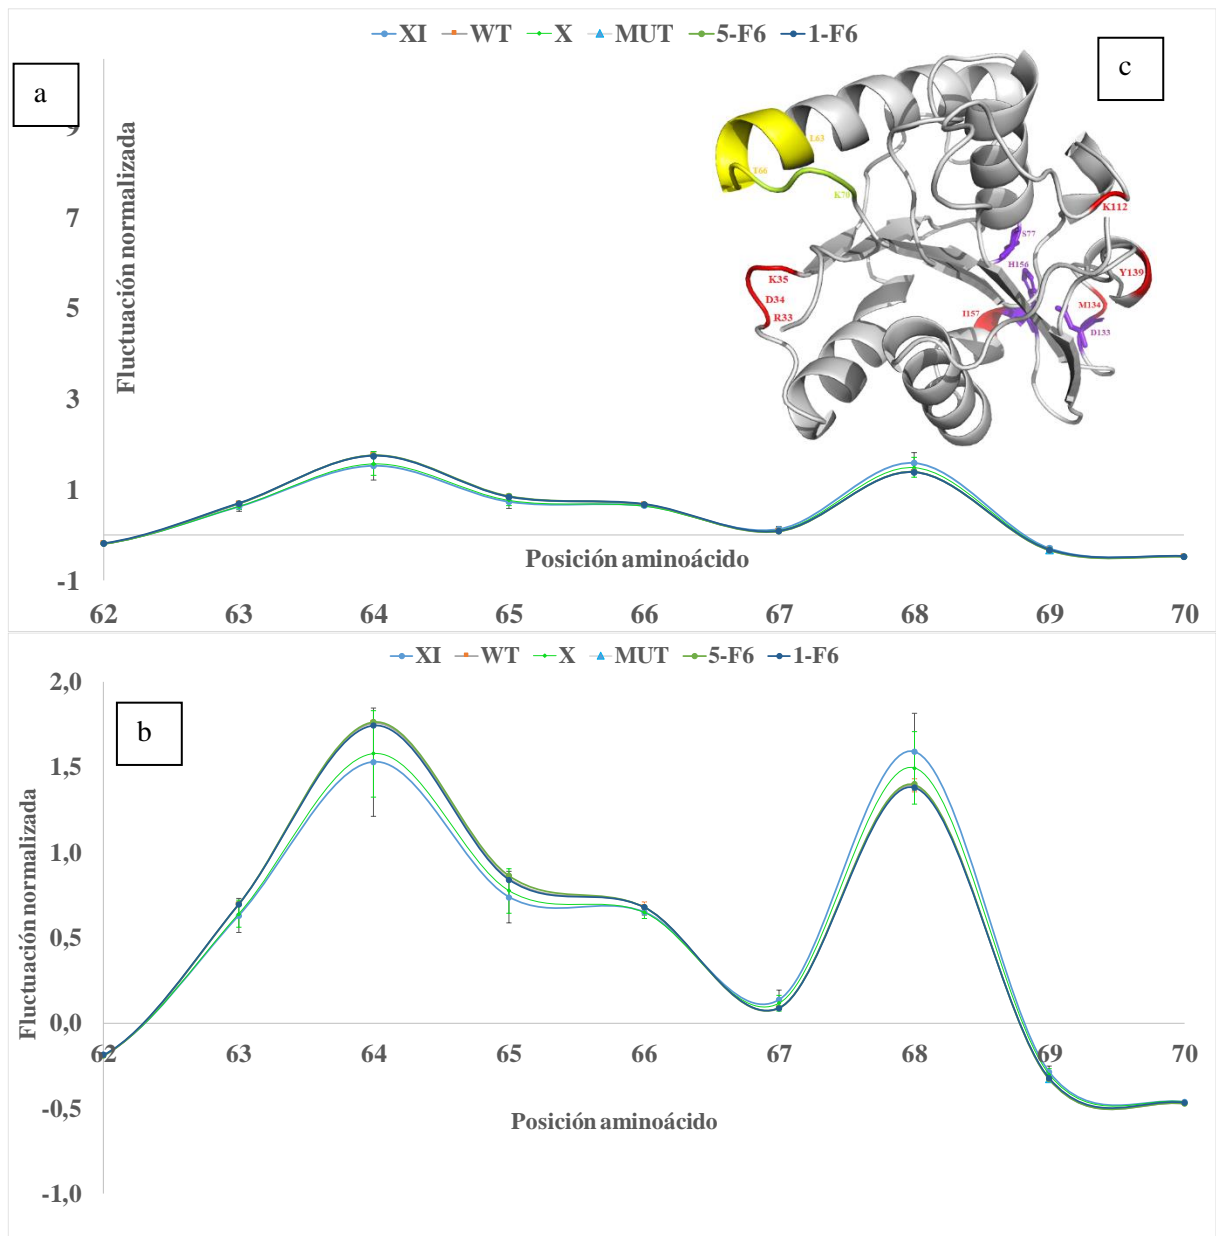 XI WT X MUT 5-F6 1-F6
a
c
9
7
5
3
1
-1
Fluctuación normalizada
L63
E66
K70
K112
S77
H156
Y139
K35
D34
R33
M134
I157
D133
Posición aminoácido
62 63 64 65 66 67 68 69 70
XI WT X MUT 5-F6 1-F6
b
2,0
1,5
1,0
0,5
0,0
-0,5
-1,0
Fluctuación normalizada
62 63 64 65 66 67 68 69 70
Posición aminoácido